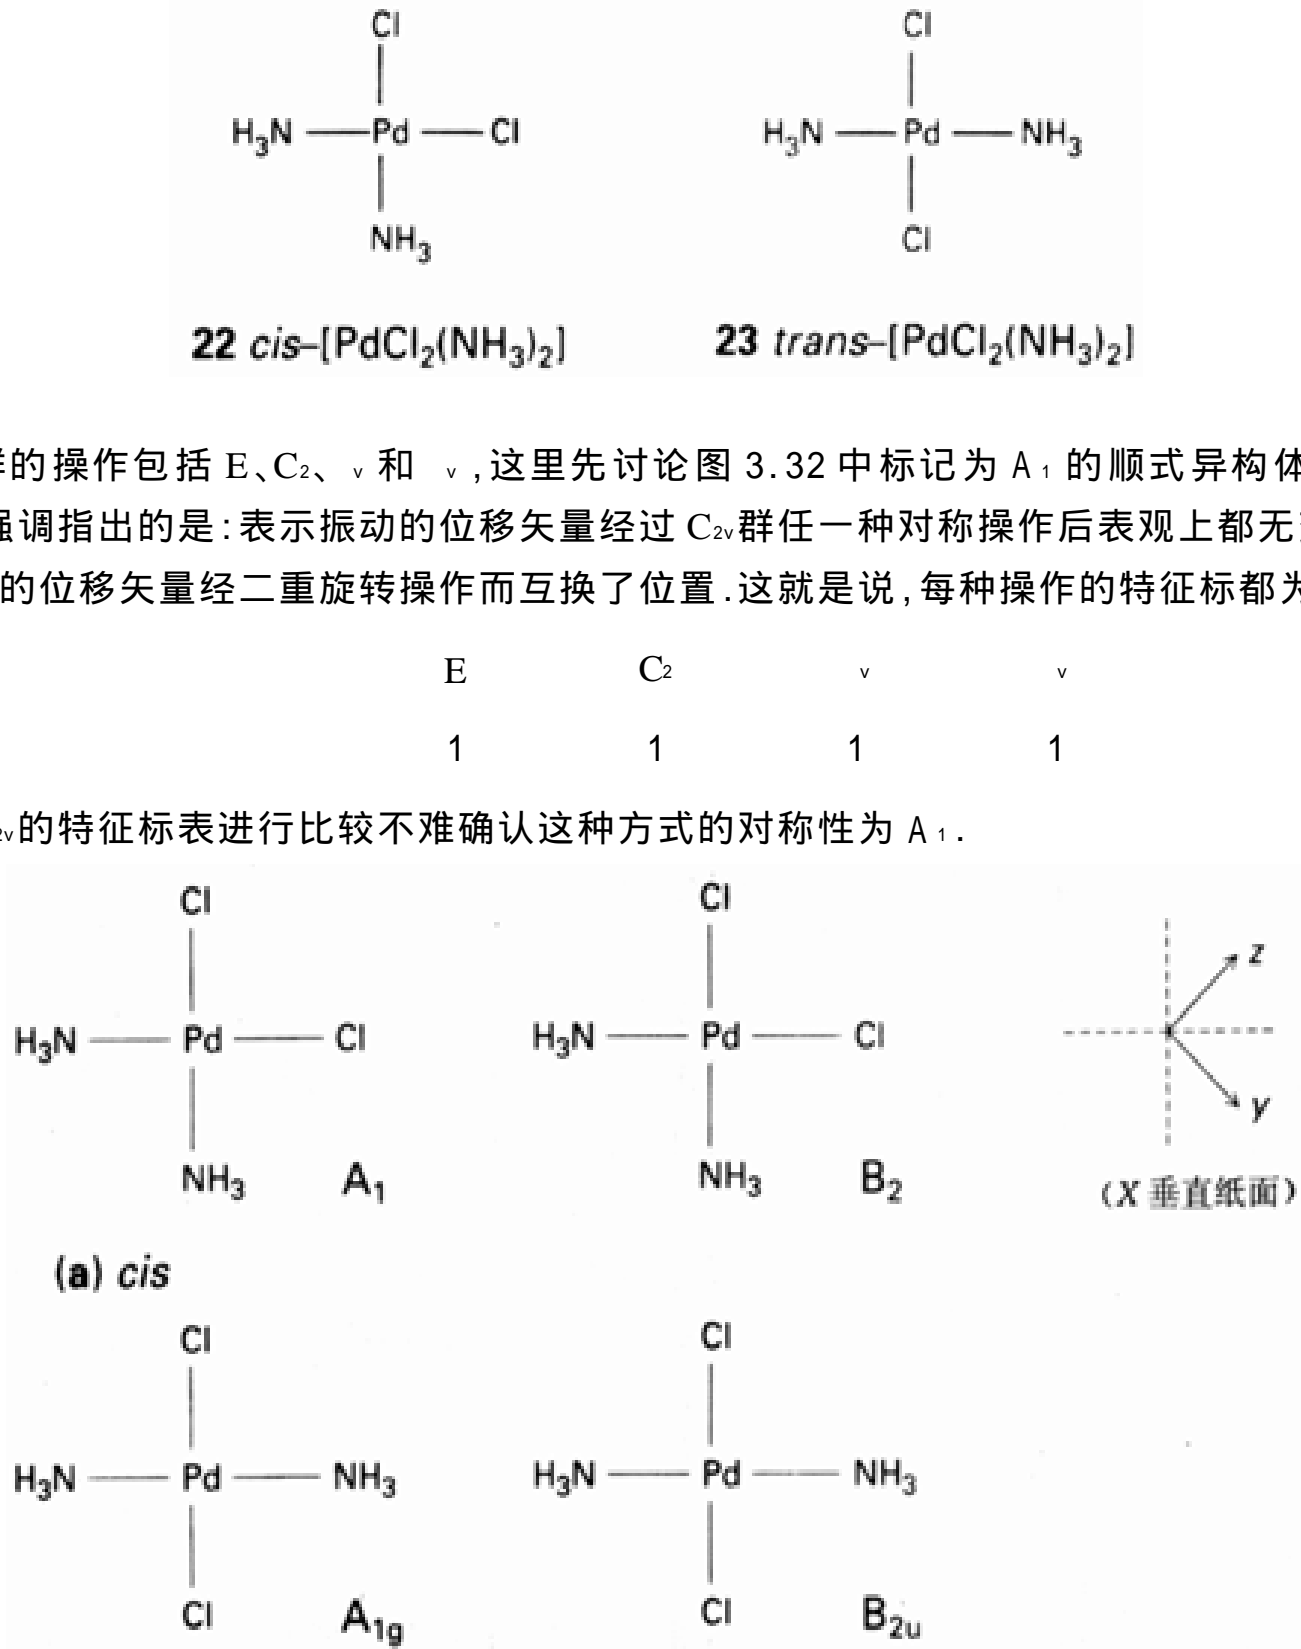 Cl Cl
H₃N Pd Cl H₃N Pd NH₃
NH₃ Cl
22 cis–[PdCl₂(NH₃)₂] 23 trans–[PdCl₂(NH₃)₂]
的操作包括 E、C₂、 v 和 v ,这里先讨论图 3.32 中标记为 A₁ 的顺式异构体
强调指出的是:表示振动的位移矢量经过 C₂v群任一种对称操作后表观上都无
的位移矢量经二重旋转操作而互换了位置.这就是说,每种操作的特征标都为
E C₂ v v
1 1 1 1
2v的特征标表进行比较不难确认这种方式的对称性为 A₁.
Cl Cl
z
H₃N Pd Cl H₃N Pd Cl
y
NH₃ A₁ NH₃ B₂ (X 垂直纸面)
(a) cis
Cl Cl
H₃N Pd NH₃ H₃N Pd NH₃
Cl A₁g Cl B₂u